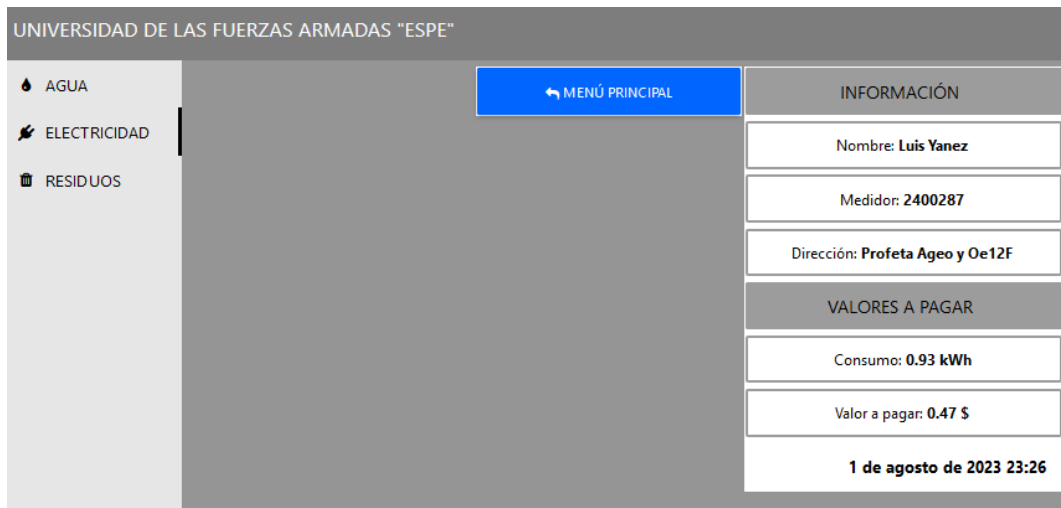 UNIVERSIDAD DE LAS FUERZAS ARMADAS "ESPE"
AGUA
ELECTRICIDAD
RESIDUOS
MENÚ PRINCIPAL
INFORMACIÓN
Nombre: Luis Yanez
Medidor: 2400287
Dirección: Profeta Ageo y Oe12F
VALORES A PAGAR
Consumo: 0.93 kWh
Valor a pagar: 0.47 $
1 de agosto de 2023 23:26